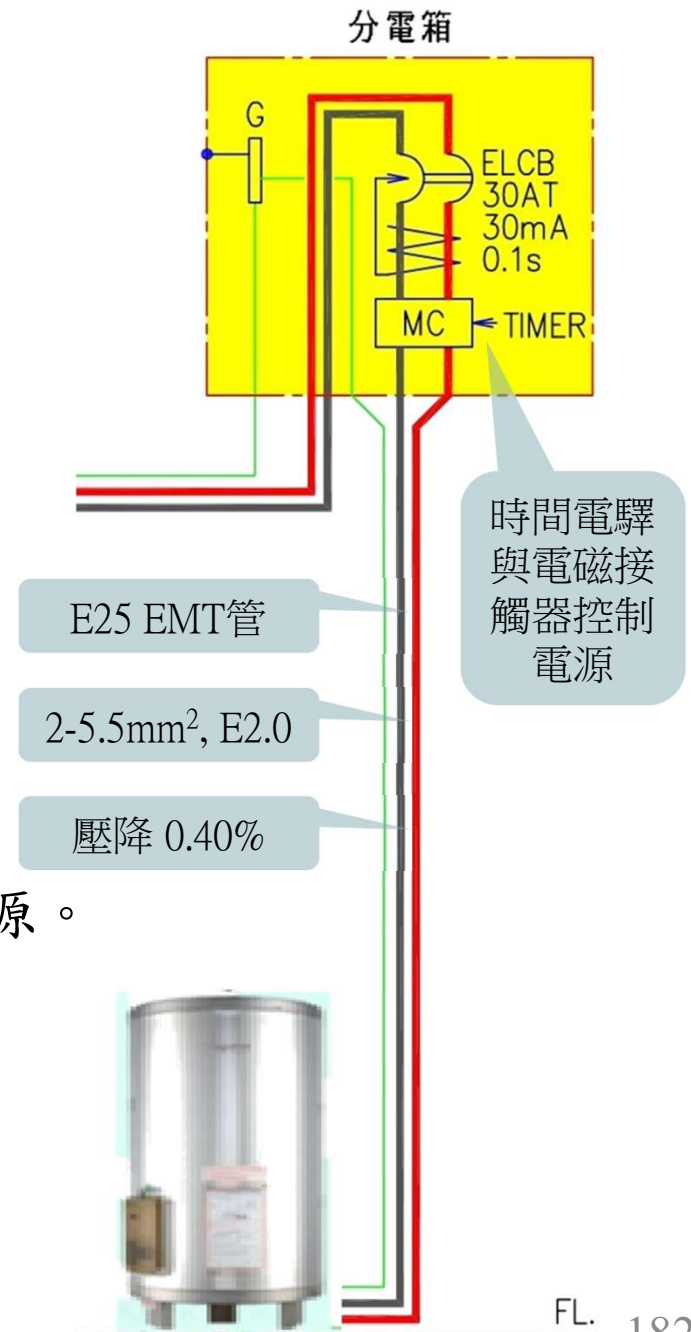 分電箱
G
ELCB
30AT
30mA
0.1s
MC
TIMER
時間電驛
與電磁接
觸器控制
電源
E25 EMT管
2-5.5mm², E2.0
壓降 0.40%
原。
FL.
182